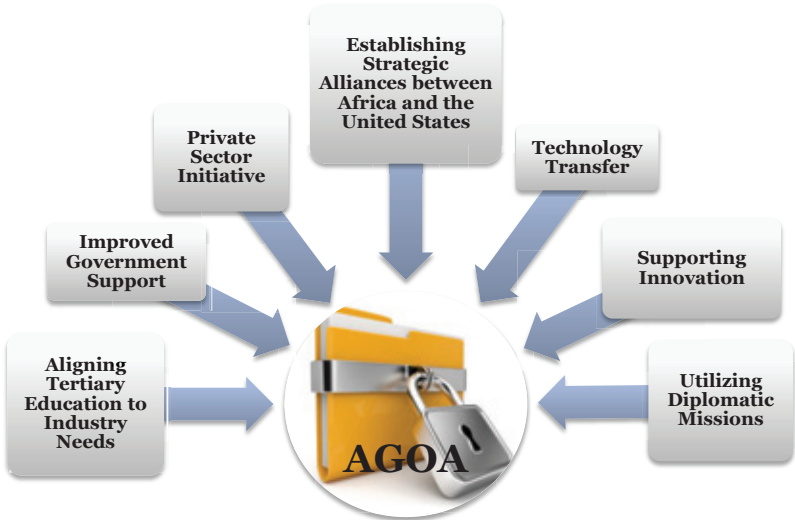 Establishing
Strategic
Alliances between
Africa and the
United States
Private
Sector
Initiative
Technology
Transfer
Improved
Government
Support
Supporting
Innovation
Aligning
Tertiary
Education to
Industry
Needs
Utilizing
Diplomatic
Missions
AGOA